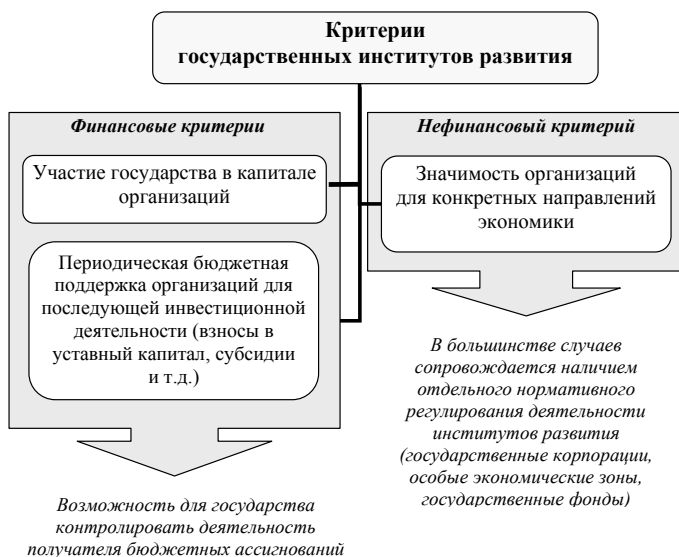 Критерии
государственных институтов развития
Финансовые критерии
Участие государства в капитале
организаций
Периодическая бюджетная
поддержка организаций для
последующей инвестиционной
деятельности (взносы в
уставный капитал, субсидии
и т.д.)
Возможность для государства
контролировать деятельность
получателя бюджетных ассигнований
Нефинансовый критерий
Значимость организаций
для конкретных направлений
экономики
В большинстве случаев
сопровождается наличием
отдельного нормативного
регулирования деятельности
институтов развития
(государственные корпорации,
особые экономические зоны,
государственные фонды)